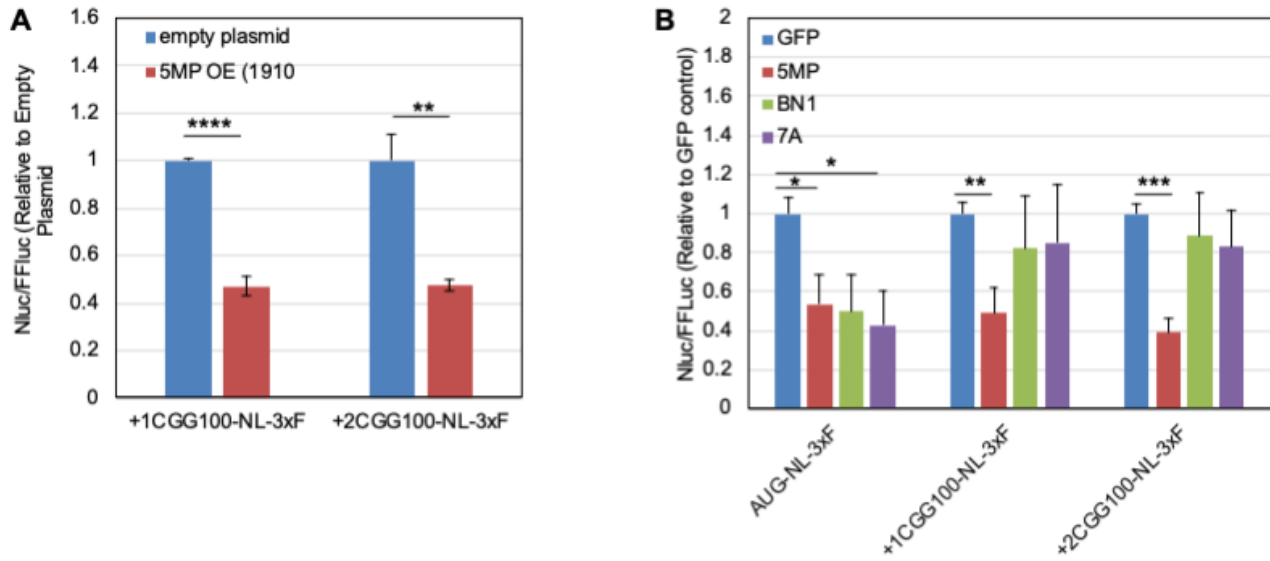 A
Nluc/FFluc (Relative to Empty
Plasmid
1.6
1.4
1.2
1
0.8
0.6
0.4
0.2
0
empty plasmid
5MP OE (1910
****
**
+1CGG100-NL-3xF
+2CGG100-NL-3xF
B
Nluc/FFLuc (Relative to GFP control)
2
1.8
1.6
1.4
1.2
1
0.8
0.6
0.4
0.2
0
GFP
5MP
BN1
7A
*
*
**
***
AUG-NL-3xF
+1CGG100-NL-3xF
+2CGG100-NL-3xF